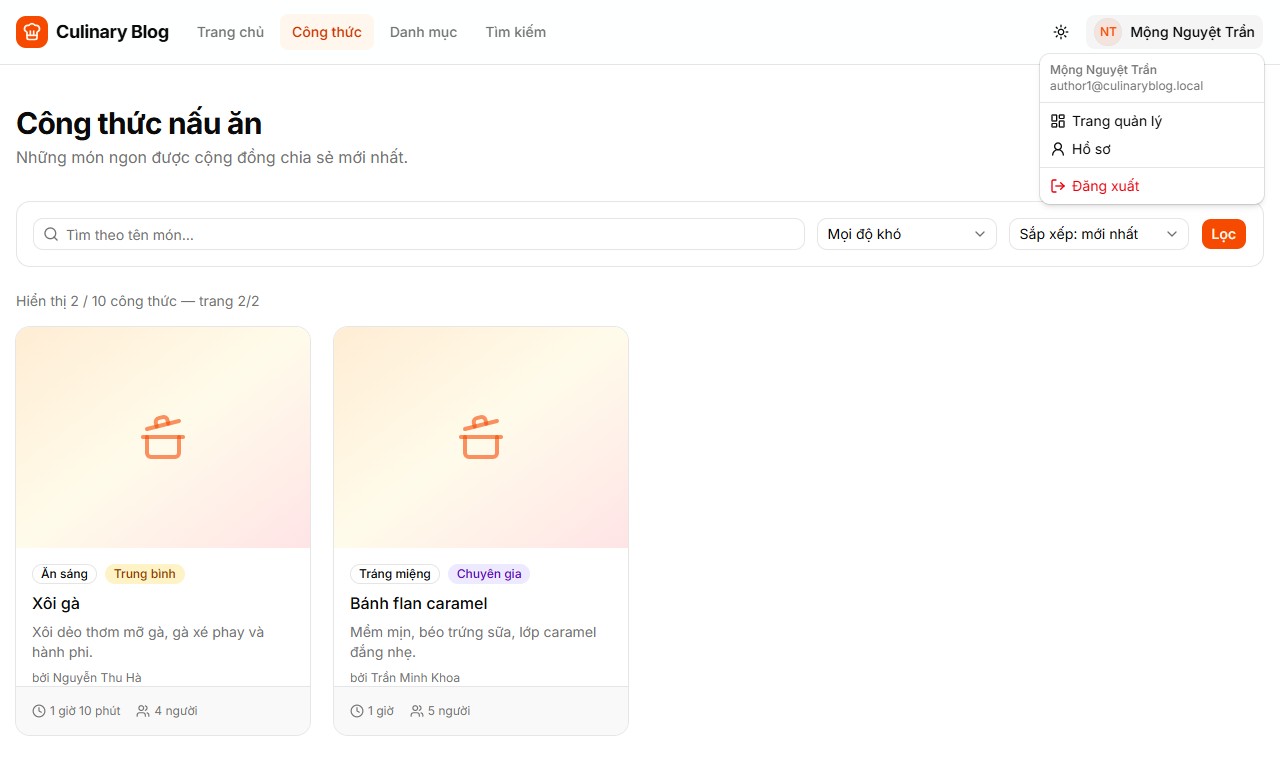 Culinary Blog
Trang chủ
Công thức
Danh mục
Tìm kiếm
NT
Mộng Nguyệt Trần
Mộng Nguyệt Trần
author1@culinaryblog.local
Trang quản lý
Hồ sơ
Đăng xuất
Công thức nấu ăn
Những món ngon được cộng đồng chia sẻ mới nhất.
Tìm theo tên món...
Mọi độ khó
Sắp xếp: mới nhất
Lọc
Hiển thị 2 / 10 công thức — trang 2/2
Ăn sáng
Trung bình
Xôi gà
Xôi dẻo thơm mỡ gà, gà xé phay và
hành phi.
bởi Nguyễn Thu Hà
1 giờ 10 phút
4 người
Tráng miệng
Chuyên gia
Bánh flan caramel
Mềm mịn, béo trứng sữa, lớp caramel
đắng nhẹ.
bởi Trần Minh Khoa
1 giờ
5 người